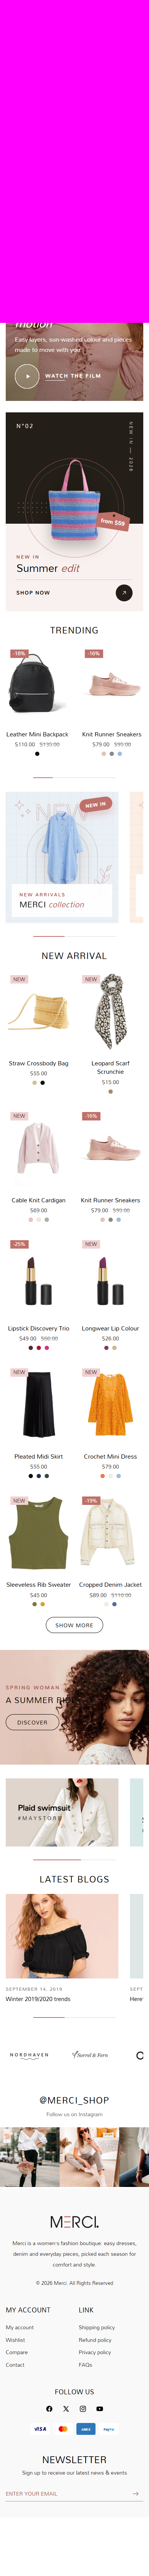 motion
Easy layers, sun-washed colour and pieces
made to move with you
WATCH THE FILM
N°02
NEW IN — 2026
from $59
NEW IN
Summer edit
SHOP NOW
TRENDING
-16%
-16%
Leather Mini Backpack
$110.00 $130.00
Knit Runner Sneakers
$79.00 $93.00
NEW
NEW IN
NEW ARRIVALS
MERCI collection
NEW ARRIVAL
NEW
NEW
Straw Crossbody Bag
$55.00
Leopard Scarf
Scrunchie
$15.00
NEW
-16%
Cable Knit Cardigan
$69.00
Knit Runner Sneakers
$79.00 $93.00
-25%
NEW
Lipstick Discovery Trio
$49.00 $60.00
Longwear Lip Colour
$26.00
NEW
NEW
Pleated Midi Skirt
$55.00
Crochet Mini Dress
$79.00
NEW
-19%
Sleeveless Rib Sweater
$45.00
Cropped Denim Jacket
$89.00 $110.00
SHOW MORE
SPRING WOMEN
A SUMMER
DISCOVER
Plaid swimsuit
#MAYSTORE
LATEST BLOGS
SEPTEMBER 14, 2019
Winter 2019/2020 trends
SEPT
Here
NORDHAVEN
Sorrel & Fern
@MERCI_SHOP
Follow us on Instagram
MERCI.
Merci is a women's fashion boutique: easy dresses,
denim and everyday pieces, picked each season for
comfort and style.
© 2026 Merci. All Rights Reserved
MY ACCOUNT
My account
Wishlist
Compare
Contact
LINK
Shipping policy
Refund policy
Privacy policy
FAQs
FOLLOW US
VISA
AMEX
PayPal
NEWSLETTER
Sign up to receive our latest news & events
ENTER YOUR EMAIL